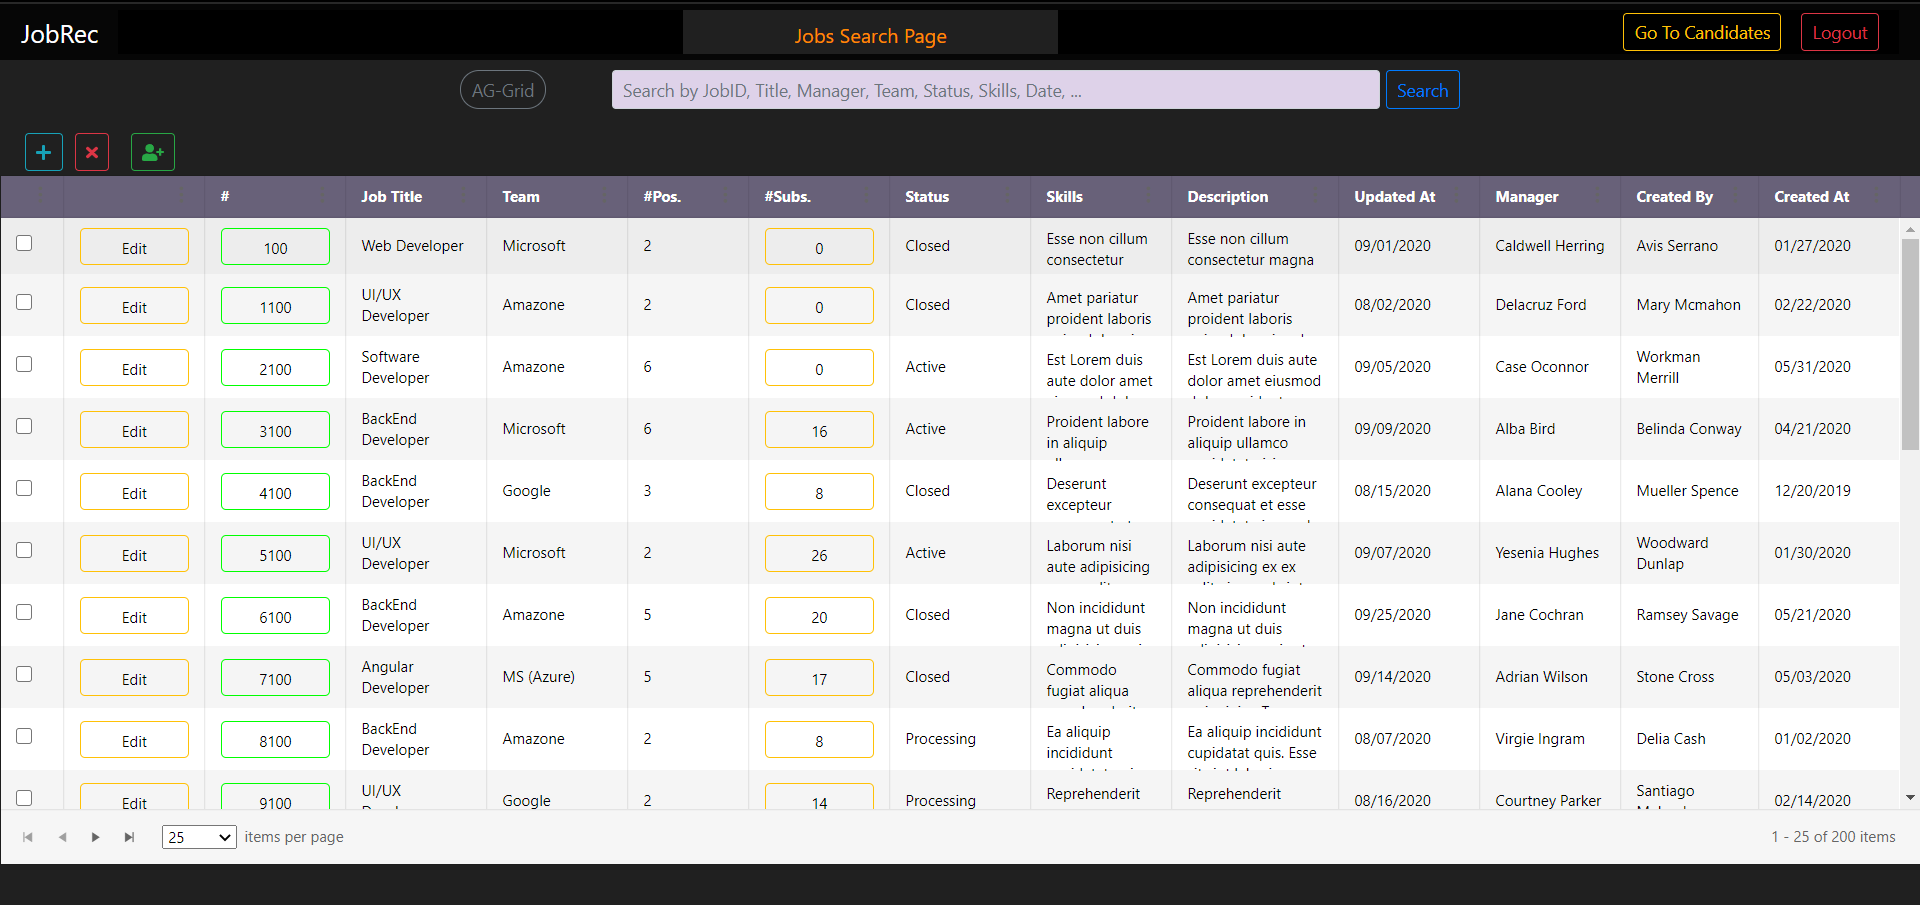 JobRec
Jobs Search Page
Go To Candidates
Logout
AG-Grid
Search by JobID, Title, Manager, Team, Status, Skills, Date, ...
Search
# Job Title Team #Pos. #Subs. Status Skills Description Updated At Manager Created By Created At
Edit 100 Web Developer Microsoft 2 0 Closed Esse non cillum consectetur Esse non cillum consectetur magna 09/01/2020 Caldwell Herring Avis Serrano 01/27/2020
Edit 1100 UI/UX Developer Amazone 2 0 Closed Amet pariatur proident laboris Amet pariatur proident laboris 08/02/2020 Delacruz Ford Mary Mcmahon 02/22/2020
Edit 2100 Software Developer Amazone 6 0 Active Est Lorem duis aute dolor amet Est Lorem duis aute dolor amet eiusmod 09/05/2020 Case Oconnor Workman Merrill 05/31/2020
Edit 3100 BackEnd Developer Microsoft 6 16 Active Proident labore in aliquip Proident labore in aliquip ullamco 09/09/2020 Alba Bird Belinda Conway 04/21/2020
Edit 4100 BackEnd Developer Google 3 8 Closed Deserunt excepteur Deserunt excepteur consequat et esse 08/15/2020 Alana Cooley Mueller Spence 12/20/2019
Edit 5100 UI/UX Developer Microsoft 2 26 Active Laborum nisi aute adipisicing Laborum nisi aute adipisicing ex ex 09/07/2020 Yesenia Hughes Woodward Dunlap 01/30/2020
Edit 6100 BackEnd Developer Amazone 5 20 Closed Non incididunt magna ut duis Non incididunt magna ut duis 09/25/2020 Jane Cochran Ramsey Savage 05/21/2020
Edit 7100 Angular Developer MS (Azure) 5 17 Closed Commodo fugiat aliqua Commodo fugiat aliqua reprehenderit 09/14/2020 Adrian Wilson Stone Cross 05/03/2020
Edit 8100 BackEnd Developer Amazone 2 8 Processing Ea aliquip incididunt Ea aliquip incididunt cupidatat quis. Esse 08/07/2020 Virgie Ingram Delia Cash 01/02/2020
Edit 9100 UI/UX Google 2 14 Processing Reprehenderit Reprehenderit 08/16/2020 Courtney Parker Santiago 02/14/2020
25 items per page
1 - 25 of 200 items